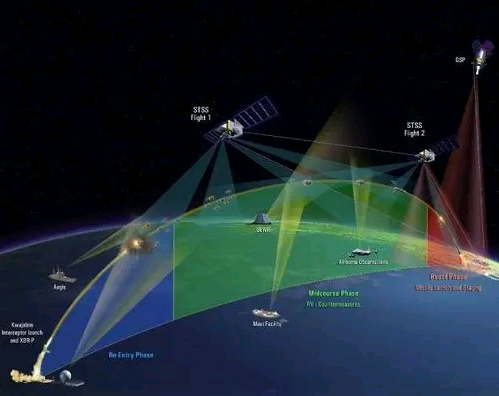 DSP
STSS
Flight 1
STSS
Flight 2
UEWR
Airborne Observations
Aegis
Boost Phase
Missile Launch and Staging
Midcourse Phase
RV / Countermeasures
Maui Facility
Kwajalein
Interceptor launch
and XBR-P
Re-Entry Phase